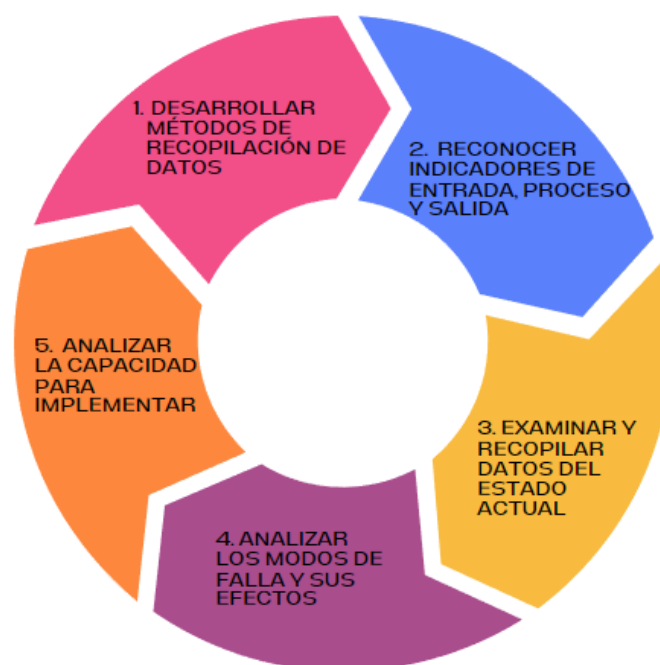 1. DESARROLLAR
MÉTODOS DE
RECOPILACIÓN DE
DATOS
2. RECONOCER
INDICADORES DE
ENTRADA, PROCESO
Y SALIDA
3. EXAMINAR Y
RECOPILAR
DATOS DEL
ESTADO
ACTUAL
4. ANALIZAR
LOS MODOS DE
FALLA Y SUS
EFECTOS
5. ANALIZAR
LA CAPACIDAD
PARA
IMPLEMENTAR